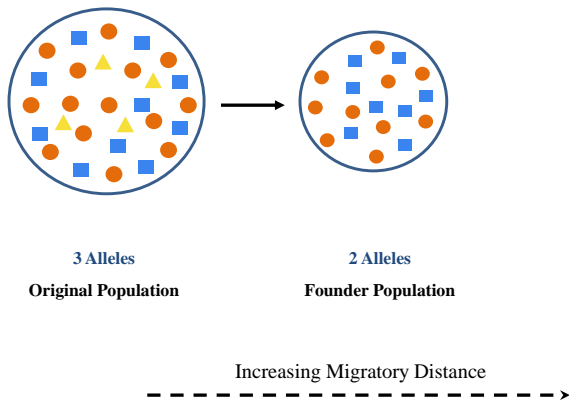 3 Alleles
Original Population
2 Alleles
Founder Population
Increasing Migratory Distance